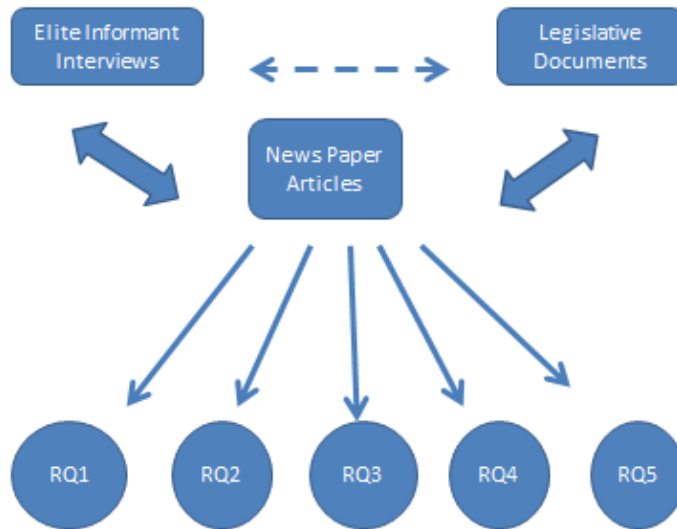 Elite Informant
Interviews
Legislative
Documents
News Paper
Articles
RQ1
RQ2
RQ3
RQ4
RQ5